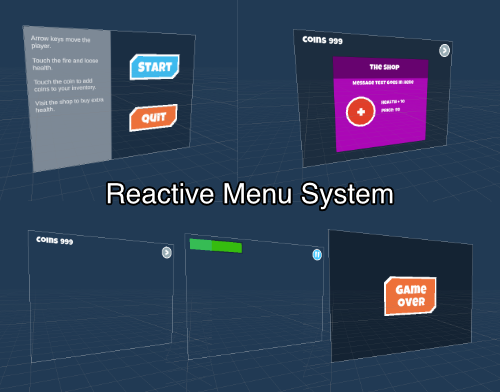 Arrow keys move the
player.
Touch the fire and loose
health.
Touch the coin to add
coins to your inventory.
Visit the shop to buy extra
health.
START
QUIT
COINS 999
THE SHOP
MESSAGE TEXT GOES IN HERE
HEALTH + 10
PRICE: 99
Reactive Menu System
COINS 999
GAME
OVER